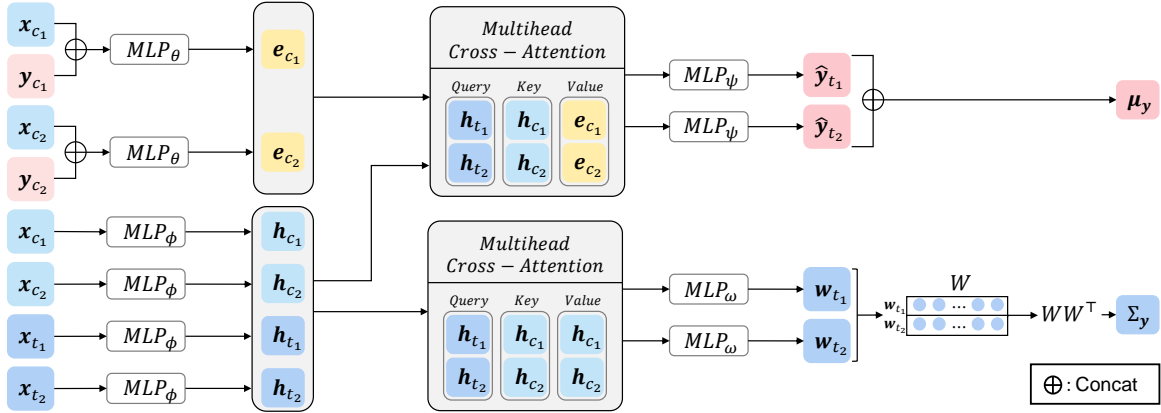 x_{c_1}
y_{c_1}
x_{c_2}
y_{c_2}
MLP_θ
MLP_θ
e_{c_1}
e_{c_2}
x_{c_1}
x_{c_2}
x_{t_1}
x_{t_2}
MLP_ϕ
MLP_ϕ
MLP_ϕ
MLP_ϕ
h_{c_1}
h_{c_2}
h_{t_1}
h_{t_2}
Multihead
Cross − Attention
Query Key Value
h_{t_1} h_{c_1} e_{c_1}
h_{t_2} h_{c_2} e_{c_2}
MLP_ψ
MLP_ψ
ŷ_{t_1}
ŷ_{t_2}
μ_y
Multihead
Cross − Attention
Query Key Value
h_{t_1} h_{c_1} h_{c_1}
h_{t_2} h_{c_2} h_{c_2}
MLP_ω
MLP_ω
w_{t_1}
w_{t_2}
W
w_{t_1} ...
w_{t_2} ...
WW^⊤
Σ_y
⊕ : Concat